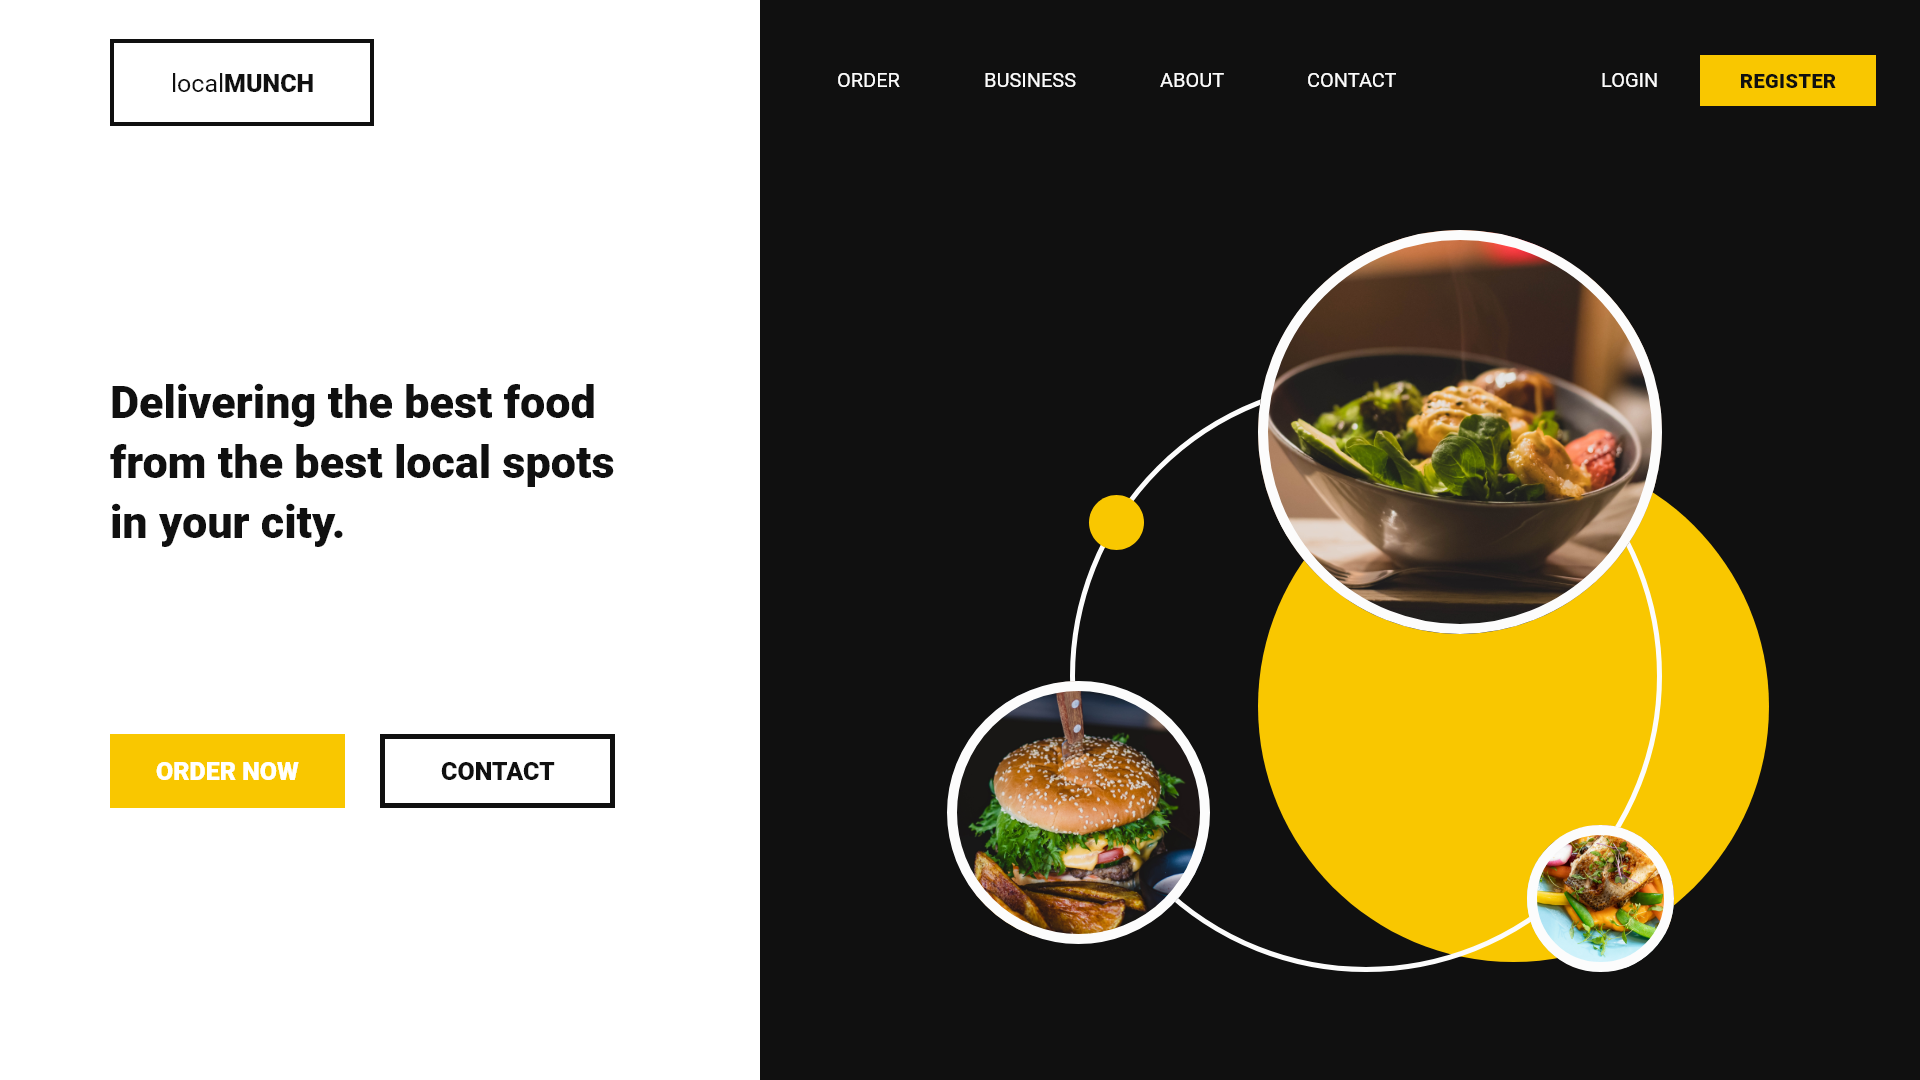 localMUNCH
ORDER BUSINESS ABOUT CONTACT LOGIN REGISTER
Delivering the best food
from the best local spots
in your city.
ORDER NOW CONTACT